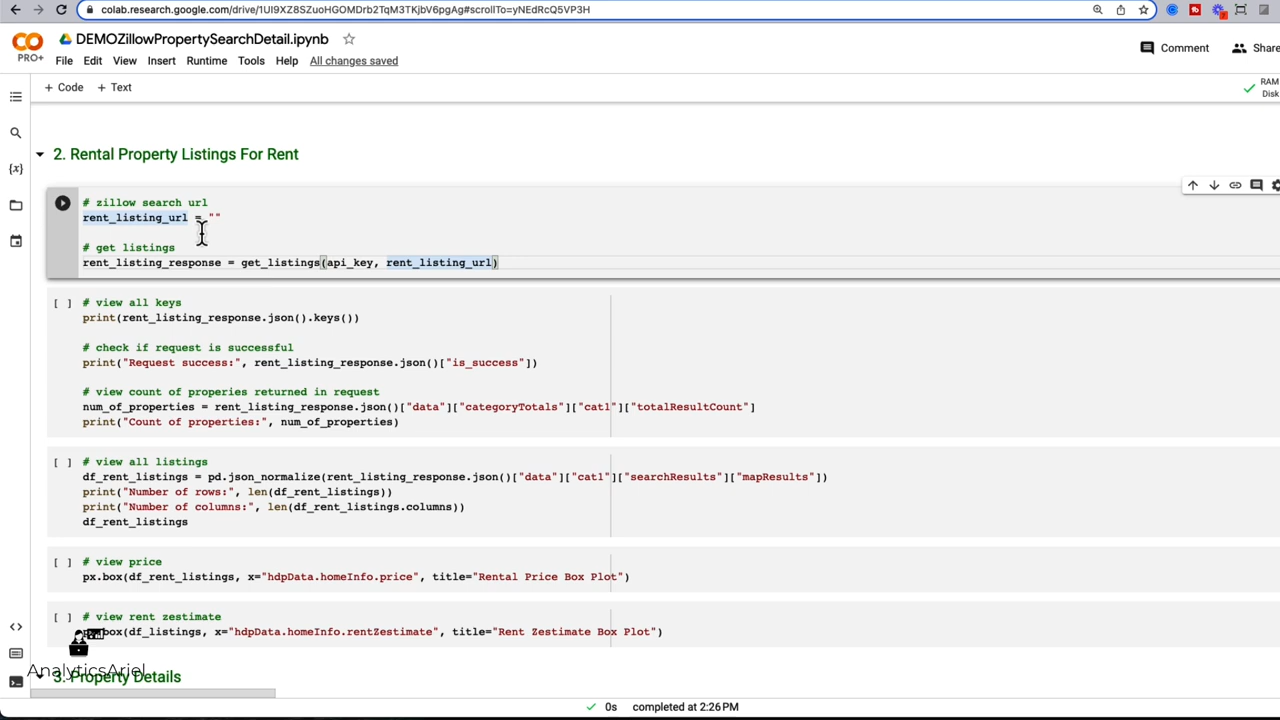 colab.research.google.com/drive/1UI9XZ8SZuoHGOMDrb2TqM3TKjbV6pgAg#scrollTo=yNEdRcQ5VP3H
DEMOZillowPropertySearchDetail.ipynb
PRO+
File Edit View Insert Runtime Tools Help All changes saved
Comment
Share
+ Code + Text
RAM
Disk
2. Rental Property Listings For Rent
# zillow search url
rent_listing_url = ""
# get listings
rent_listing_response = get_listings(api_key, rent_listing_url)
[ ] # view all keys
print(rent_listing_response.json().keys())
# check if request is successful
print("Request success:", rent_listing_response.json()["is_success"])
# view count of properies returned in request
num_of_properties = rent_listing_response.json()["data"]["categoryTotals"]["cat1"]["totalResultCount"]
print("Count of properties:", num_of_properties)
[ ] # view all listings
df_rent_listings = pd.json_normalize(rent_listing_response.json()["data"]["cat1"]["searchResults"]["mapResults"])
print("Number of rows:", len(df_rent_listings))
print("Number of columns:", len(df_rent_listings.columns))
df_rent_listings
[ ] # view price
px.box(df_rent_listings, x="hdpData.homeInfo.price", title="Rental Price Box Plot")
[ ] # view rent zestimate
box(df_listings, x="hdpData.homeInfo.rentZestimate", title="Rent Zestimate Box Plot")
AnalyticsAriel
3. Property Details
0s completed at 2:26 PM